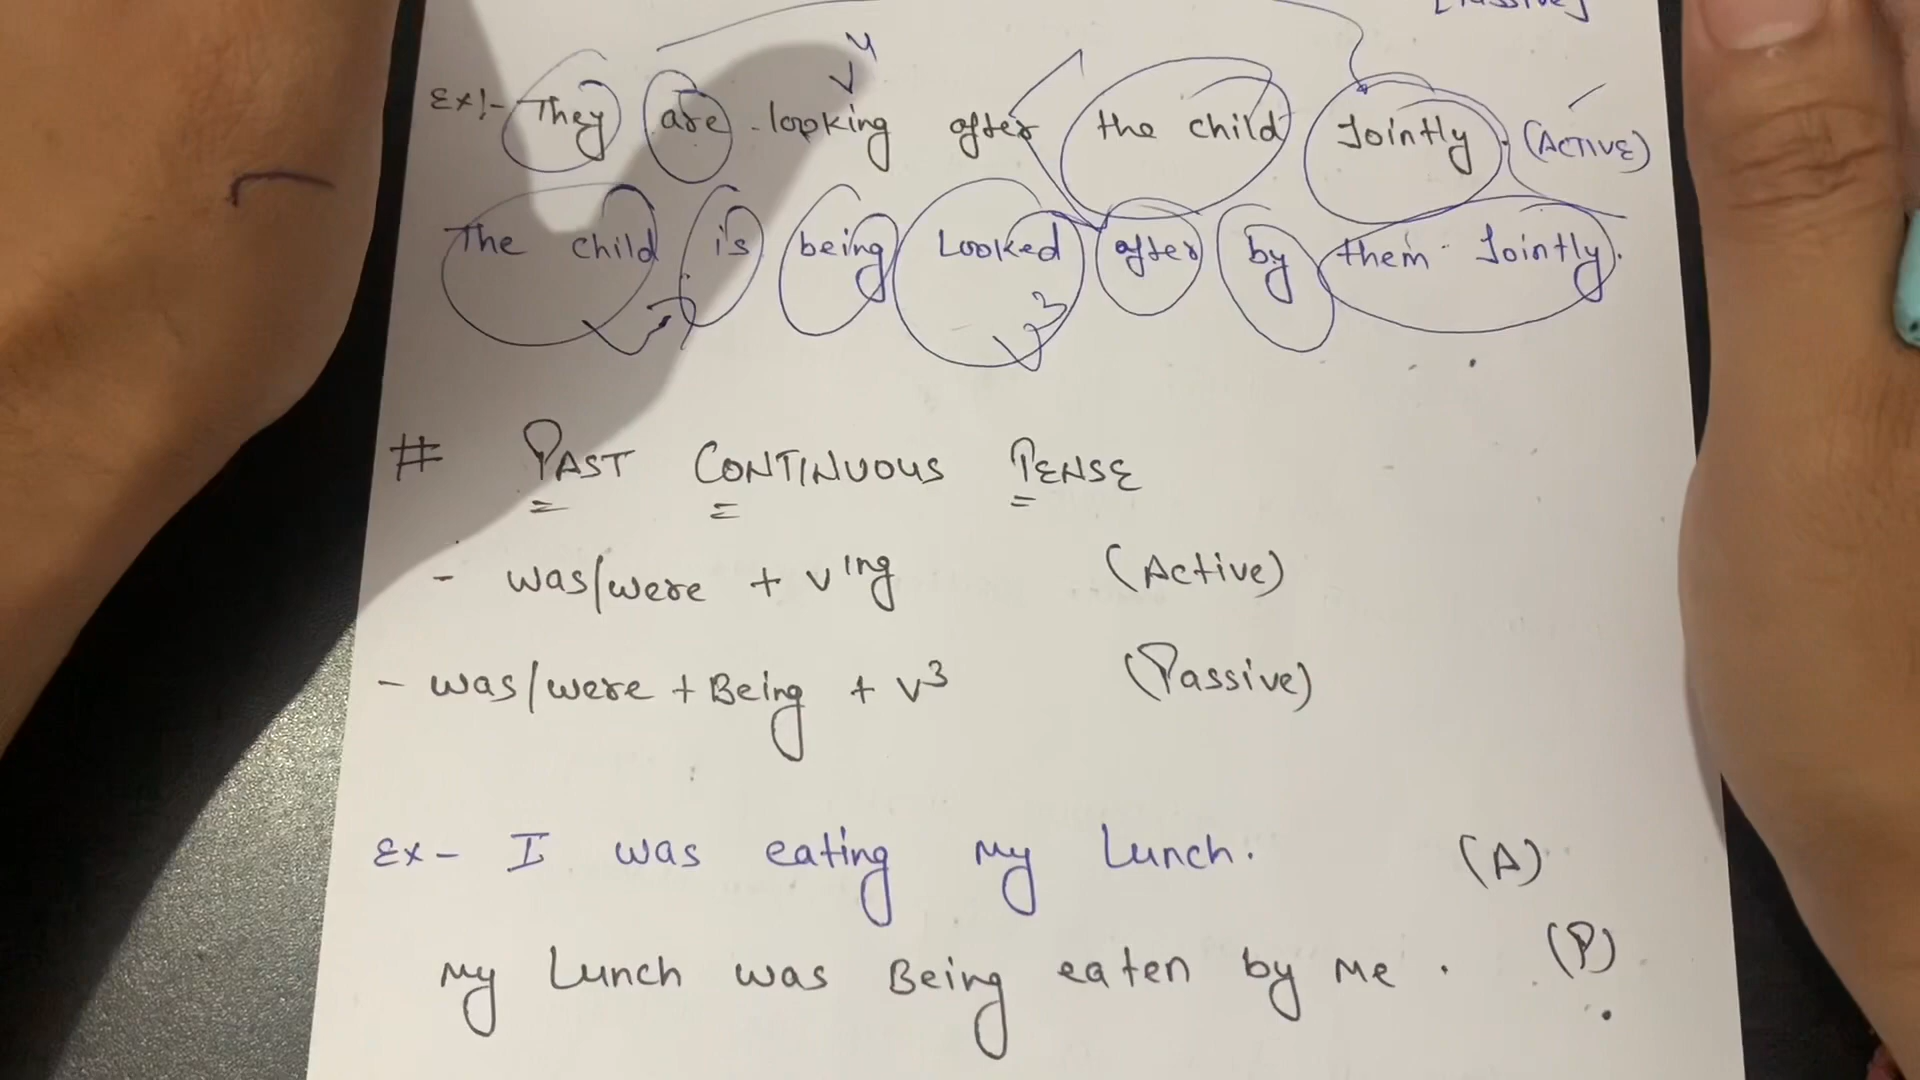 [Passive]
Ex!- They are looking after the child Jointly. (ACTIVE)
The child is being Looked after by them Jointly.
V3
# PAST CONTINUOUS TENSE
- was/were + v'ing (Active)
- was/were + Being + v3 (Passive)
Ex- I was eating my Lunch. (A)
My Lunch was Being eaten by me. (P)